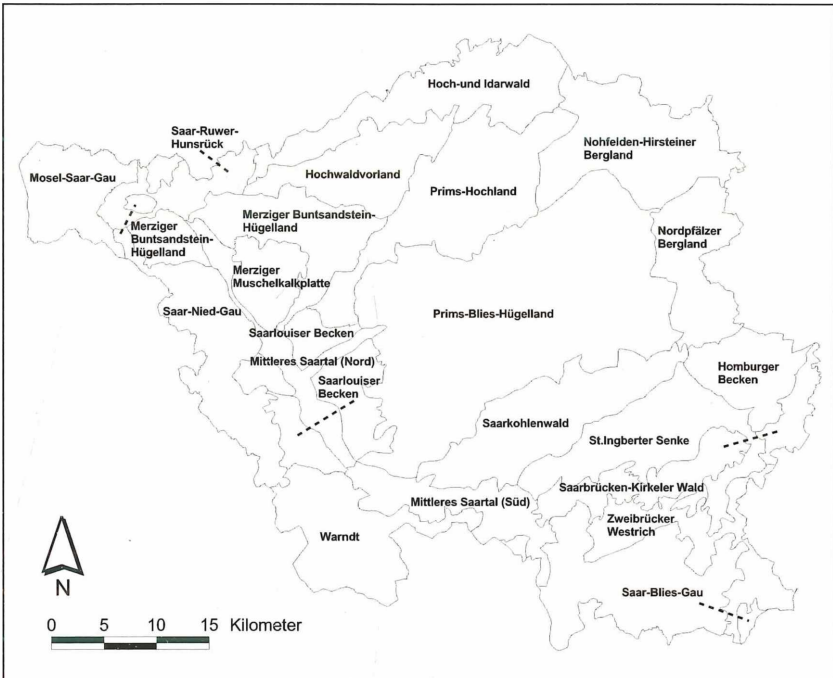 Hoch-und Idarwald
Saar-Ruwer-
Hunsrück
Nohfelden-Hirsteiner
Bergland
Mosel-Saar-Gau
Hochwaldvorland
Prims-Hochland
Merziger Buntsandstein-
Hügelland
Merziger
Buntsandstein-
Hügelland
Nordpfälzer
Bergland
Merziger
Muschelkalkplatte
Saar-Nied-Gau
Prims-Blies-Hügelland
Saarlouiser Becken
Mittleres Saartal (Nord)
Saarlouiser
Becken
Homburger
Becken
Saarkohlenwald
St.Ingberter Senke
Saarbrücken-Kirkeler Wald
Mittleres Saartal (Süd)
Zweibrücker
Westrich
Warndt
Saar-Blies-Gau
N
0 5 10 15 Kilometer